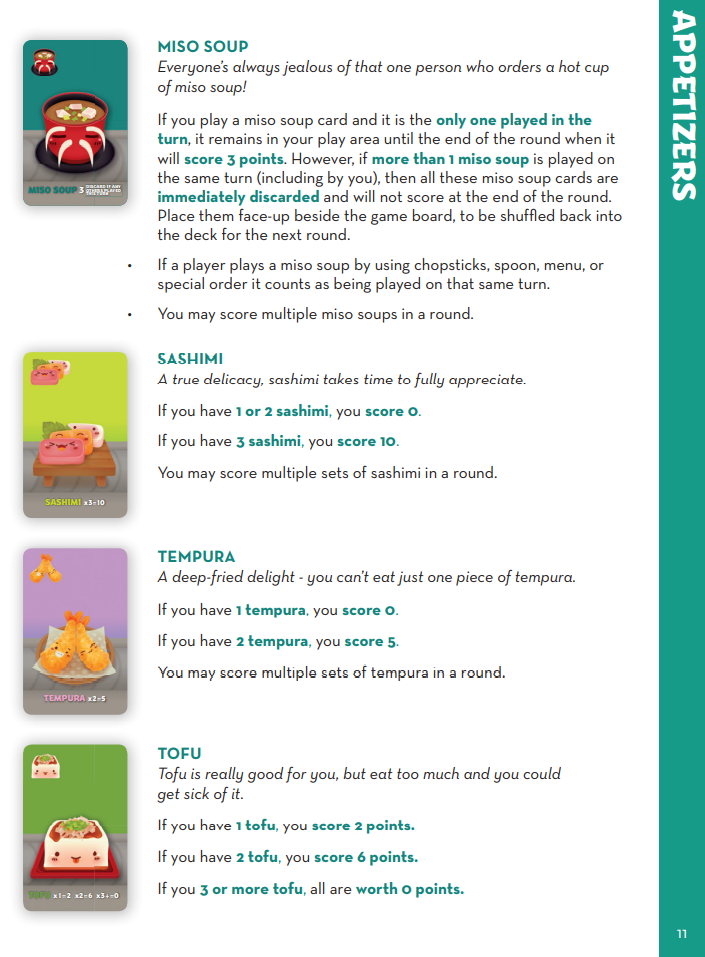 APPETIZERS
MISO SOUP
Everyone's always jealous of that one person who orders a hot cup
of miso soup!
If you play a miso soup card and it is the only one played in the
turn, it remains in your play area until the end of the round when it
will score 3 points. However, if more than 1 miso soup is played on
the same turn (including by you), then all these miso soup cards are
immediately discarded and will not score at the end of the round.
Place them face-up beside the game board, to be shuffled back into
the deck for the next round.
MISO SOUP 3 DISCARD IF ANY
OTHERS PLAYED
THIS TURN
• If a player plays a miso soup by using chopsticks, spoon, menu, or
special order it counts as being played on that same turn.
• You may score multiple miso soups in a round.
SASHIMI
A true delicacy, sashimi takes time to fully appreciate.
If you have 1 or 2 sashimi, you score 0.
If you have 3 sashimi, you score 10.
You may score multiple sets of sashimi in a round.
SASHIMI x3=10
TEMPURA
A deep-fried delight - you can't eat just one piece of tempura.
If you have 1 tempura, you score 0.
If you have 2 tempura, you score 5.
You may score multiple sets of tempura in a round.
TEMPURA x2=5
TOFU
Tofu is really good for you, but eat too much and you could
get sick of it.
If you have 1 tofu, you score 2 points.
If you have 2 tofu, you score 6 points.
If you 3 or more tofu, all are worth 0 points.
TOFU x1=2 x2=6 x3+=0
11